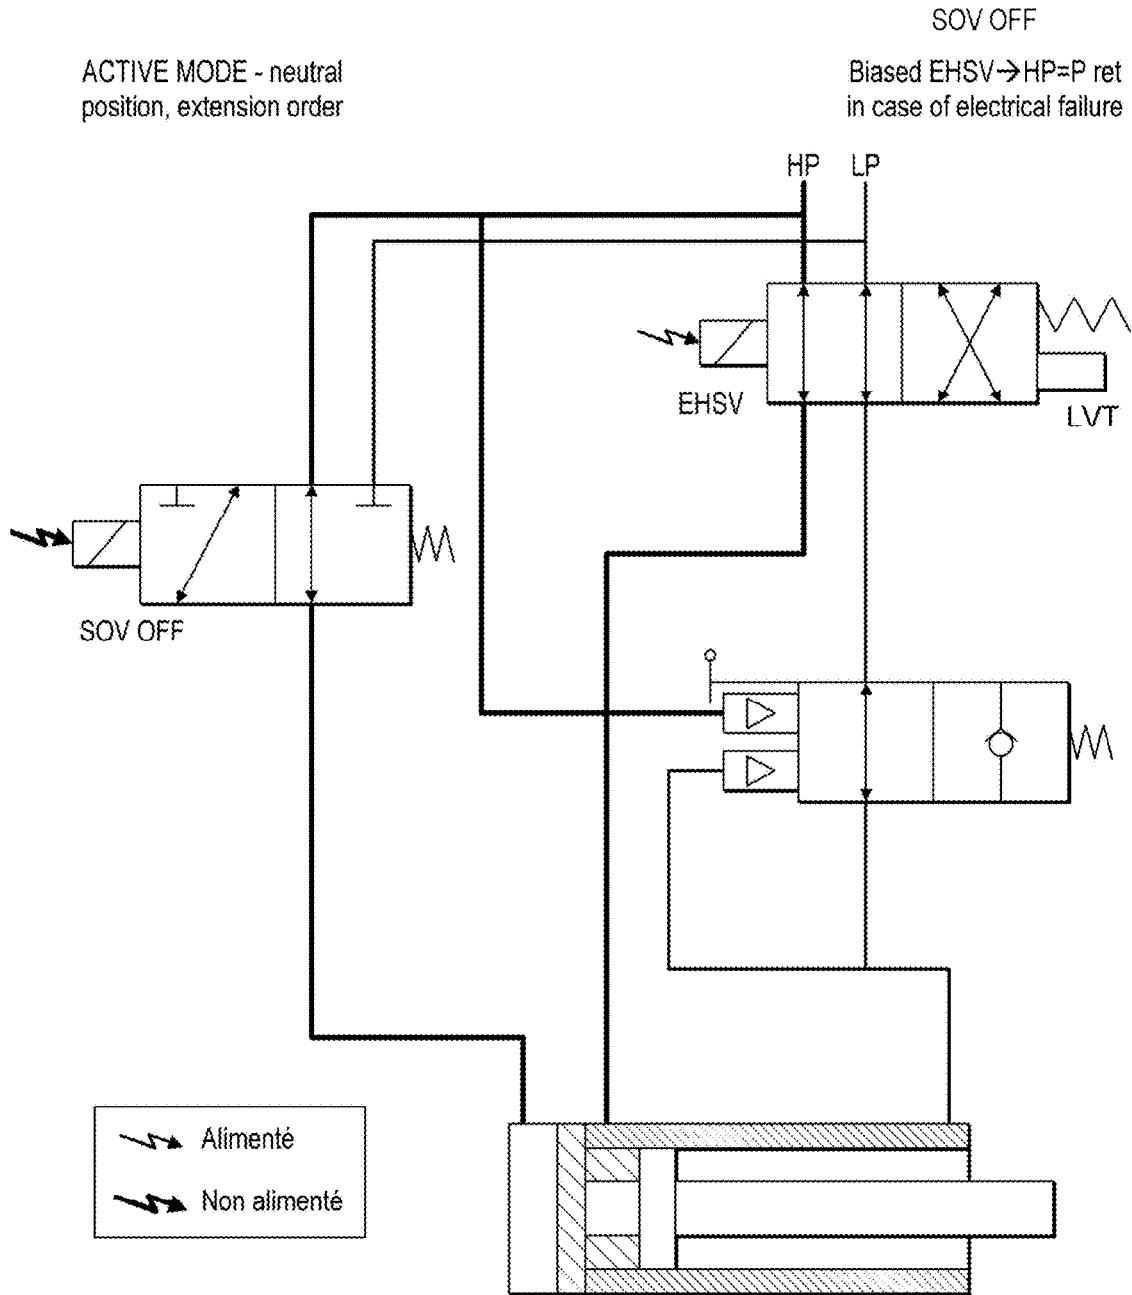 SOV OFF
ACTIVE MODE - neutral
position, extension order
Biased EHSV→HP=P ret
in case of electrical failure
HP LP
EHSV
LVT
SOV OFF
Alimenté
Non alimenté